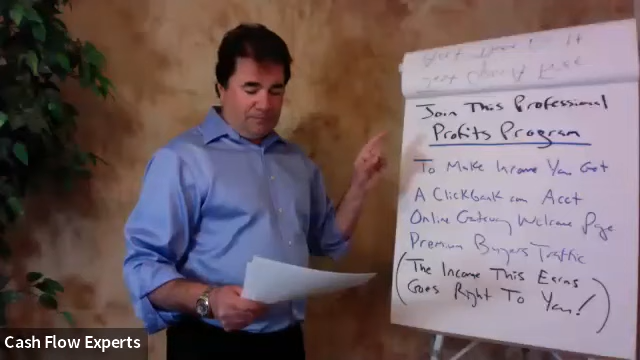 Join This Professional
Profits Program
To Make Income You Get
A Clickbank.com Acct
Online Gateway Welcome Page
Premium Buyers Traffic
(The Income This Earns
Goes Right To You!)
Cash Flow Experts